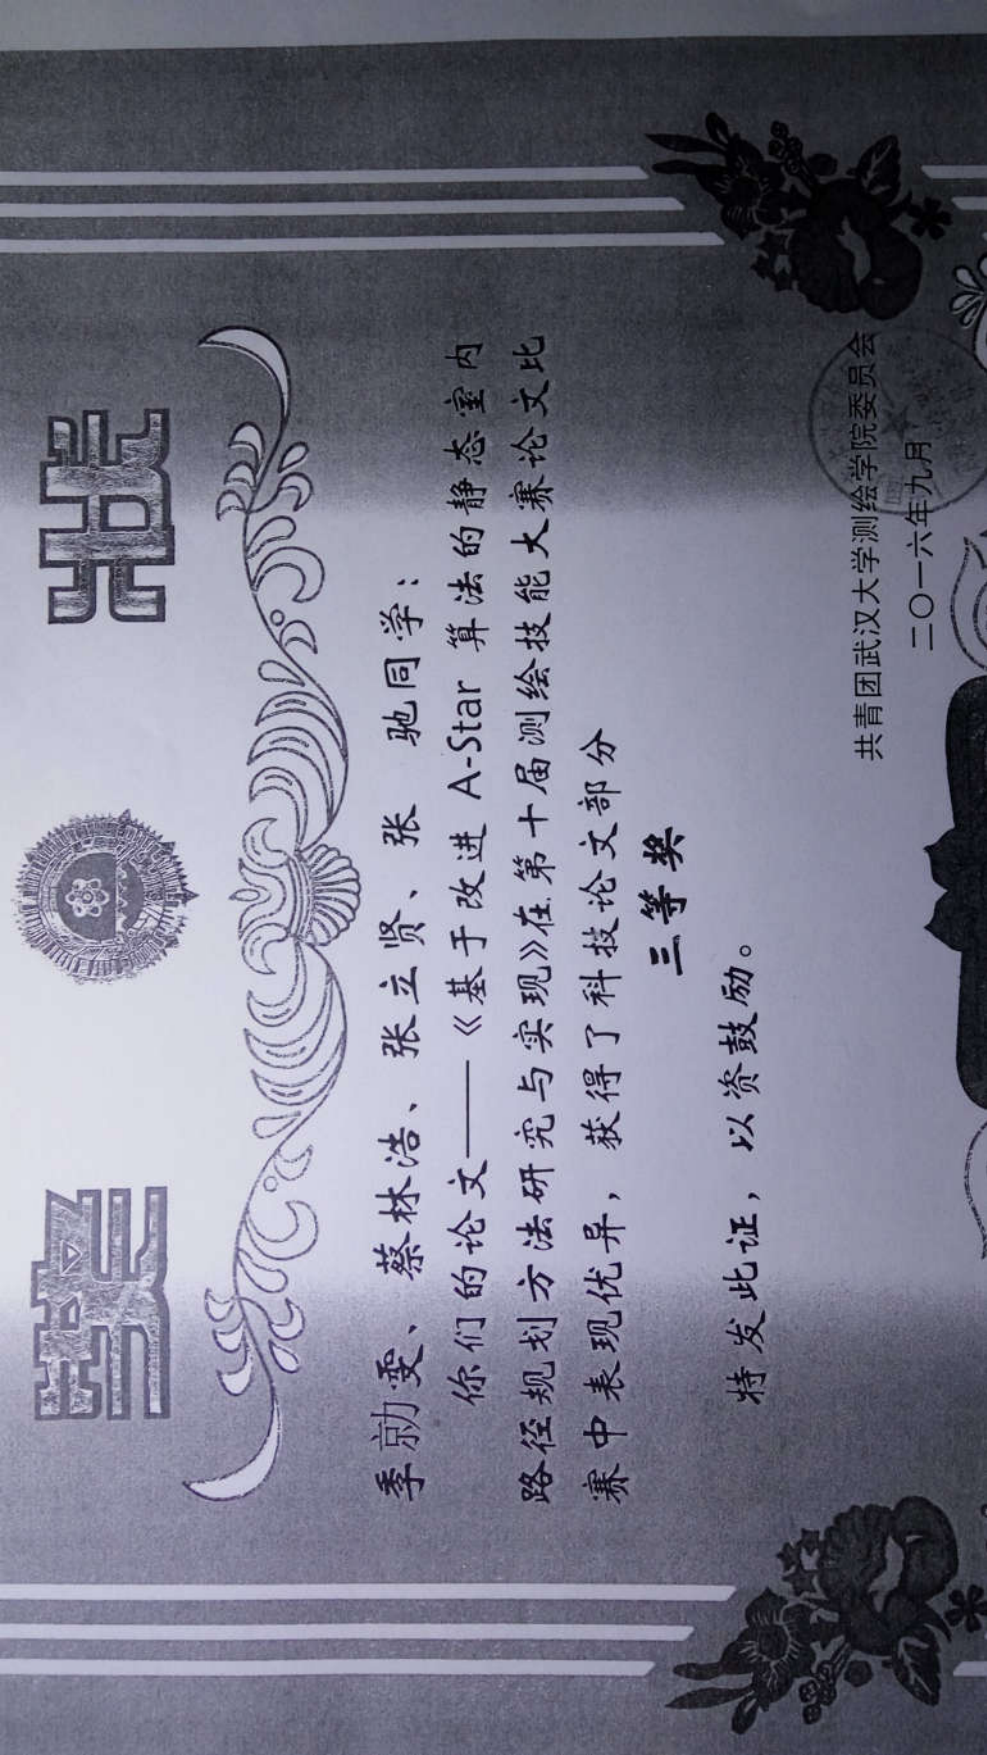 奖 状
季勍雯、蔡林浩、张立贤、张 驰同学：
你们的论文——《基于改进 A-Star 算法的静态室内
路径规划方法研究与实现》在第十届测绘技能大赛论文比
赛中表现优异，获得了科技论文部分
三等奖
特发此证，以资鼓励。
共青团武汉大学测绘学院委员会
二〇一六年九月